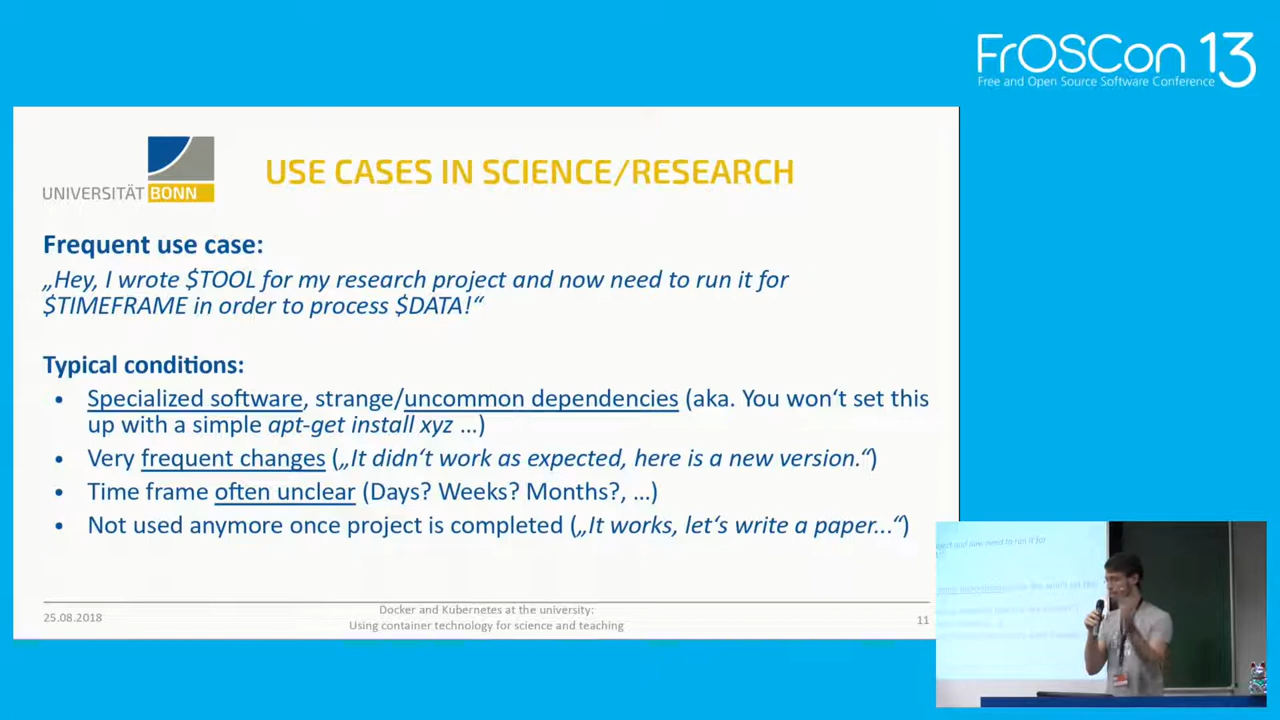 FrOSCon 13
Free and Open Source Software Conference
UNIVERSITÄT BONN
USE CASES IN SCIENCE/RESEARCH
Frequent use case:
„Hey, I wrote $TOOL for my research project and now need to run it for
$TIMEFRAME in order to process $DATA!“
Typical conditions:
• Specialized software, strange/uncommon dependencies (aka. You won‘t set this
up with a simple apt-get install xyz ...)
• Very frequent changes („It didn‘t work as expected, here is a new version.“)
• Time frame often unclear (Days? Weeks? Months?, ...)
• Not used anymore once project is completed („It works, let‘s write a paper...“)
25.08.2018
Docker and Kubernetes at the university:
Using container technology for science and teaching
11